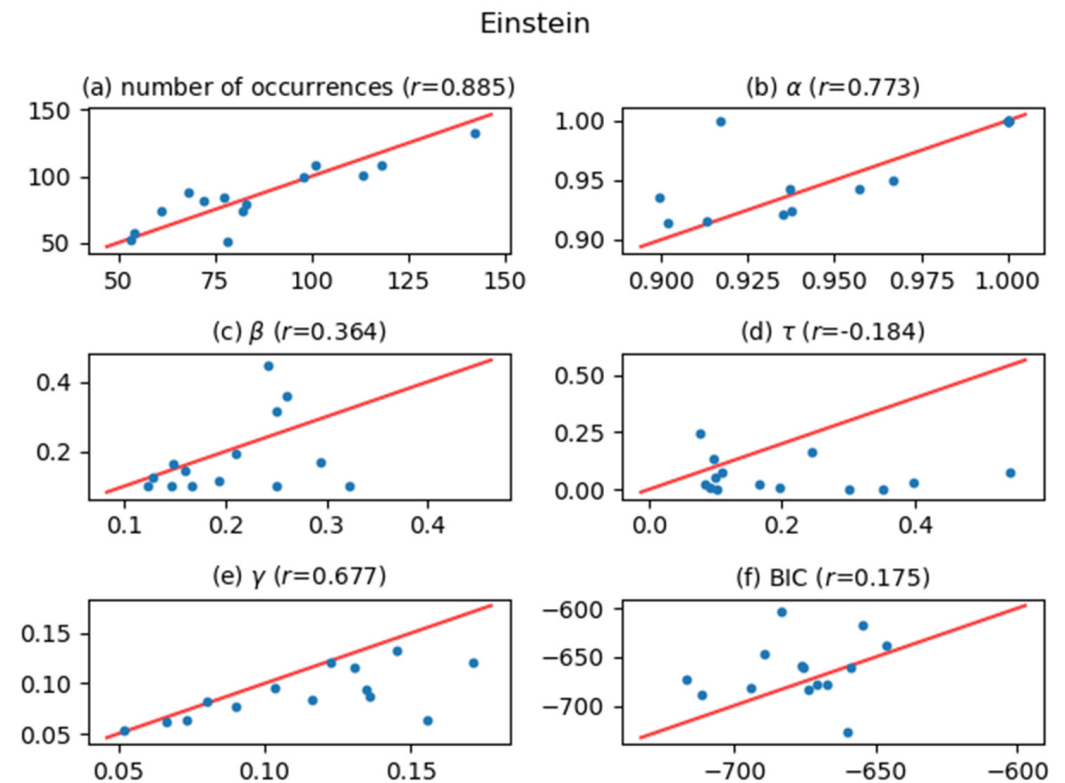 Einstein
(a) number of occurrences (r=0.885)
150
100
50
50 75 100 125 150
(b) α (r=0.773)
1.00
0.95
0.90
0.900 0.925 0.950 0.975 1.000
(c) β (r=0.364)
0.4
0.2
0.1 0.2 0.3 0.4
(d) τ (r=-0.184)
0.50
0.25
0.00
0.0 0.2 0.4
(e) γ (r=0.677)
0.15
0.10
0.05
0.05 0.10 0.15
(f) BIC (r=0.175)
−600
−650
−700
−700 −650 −600